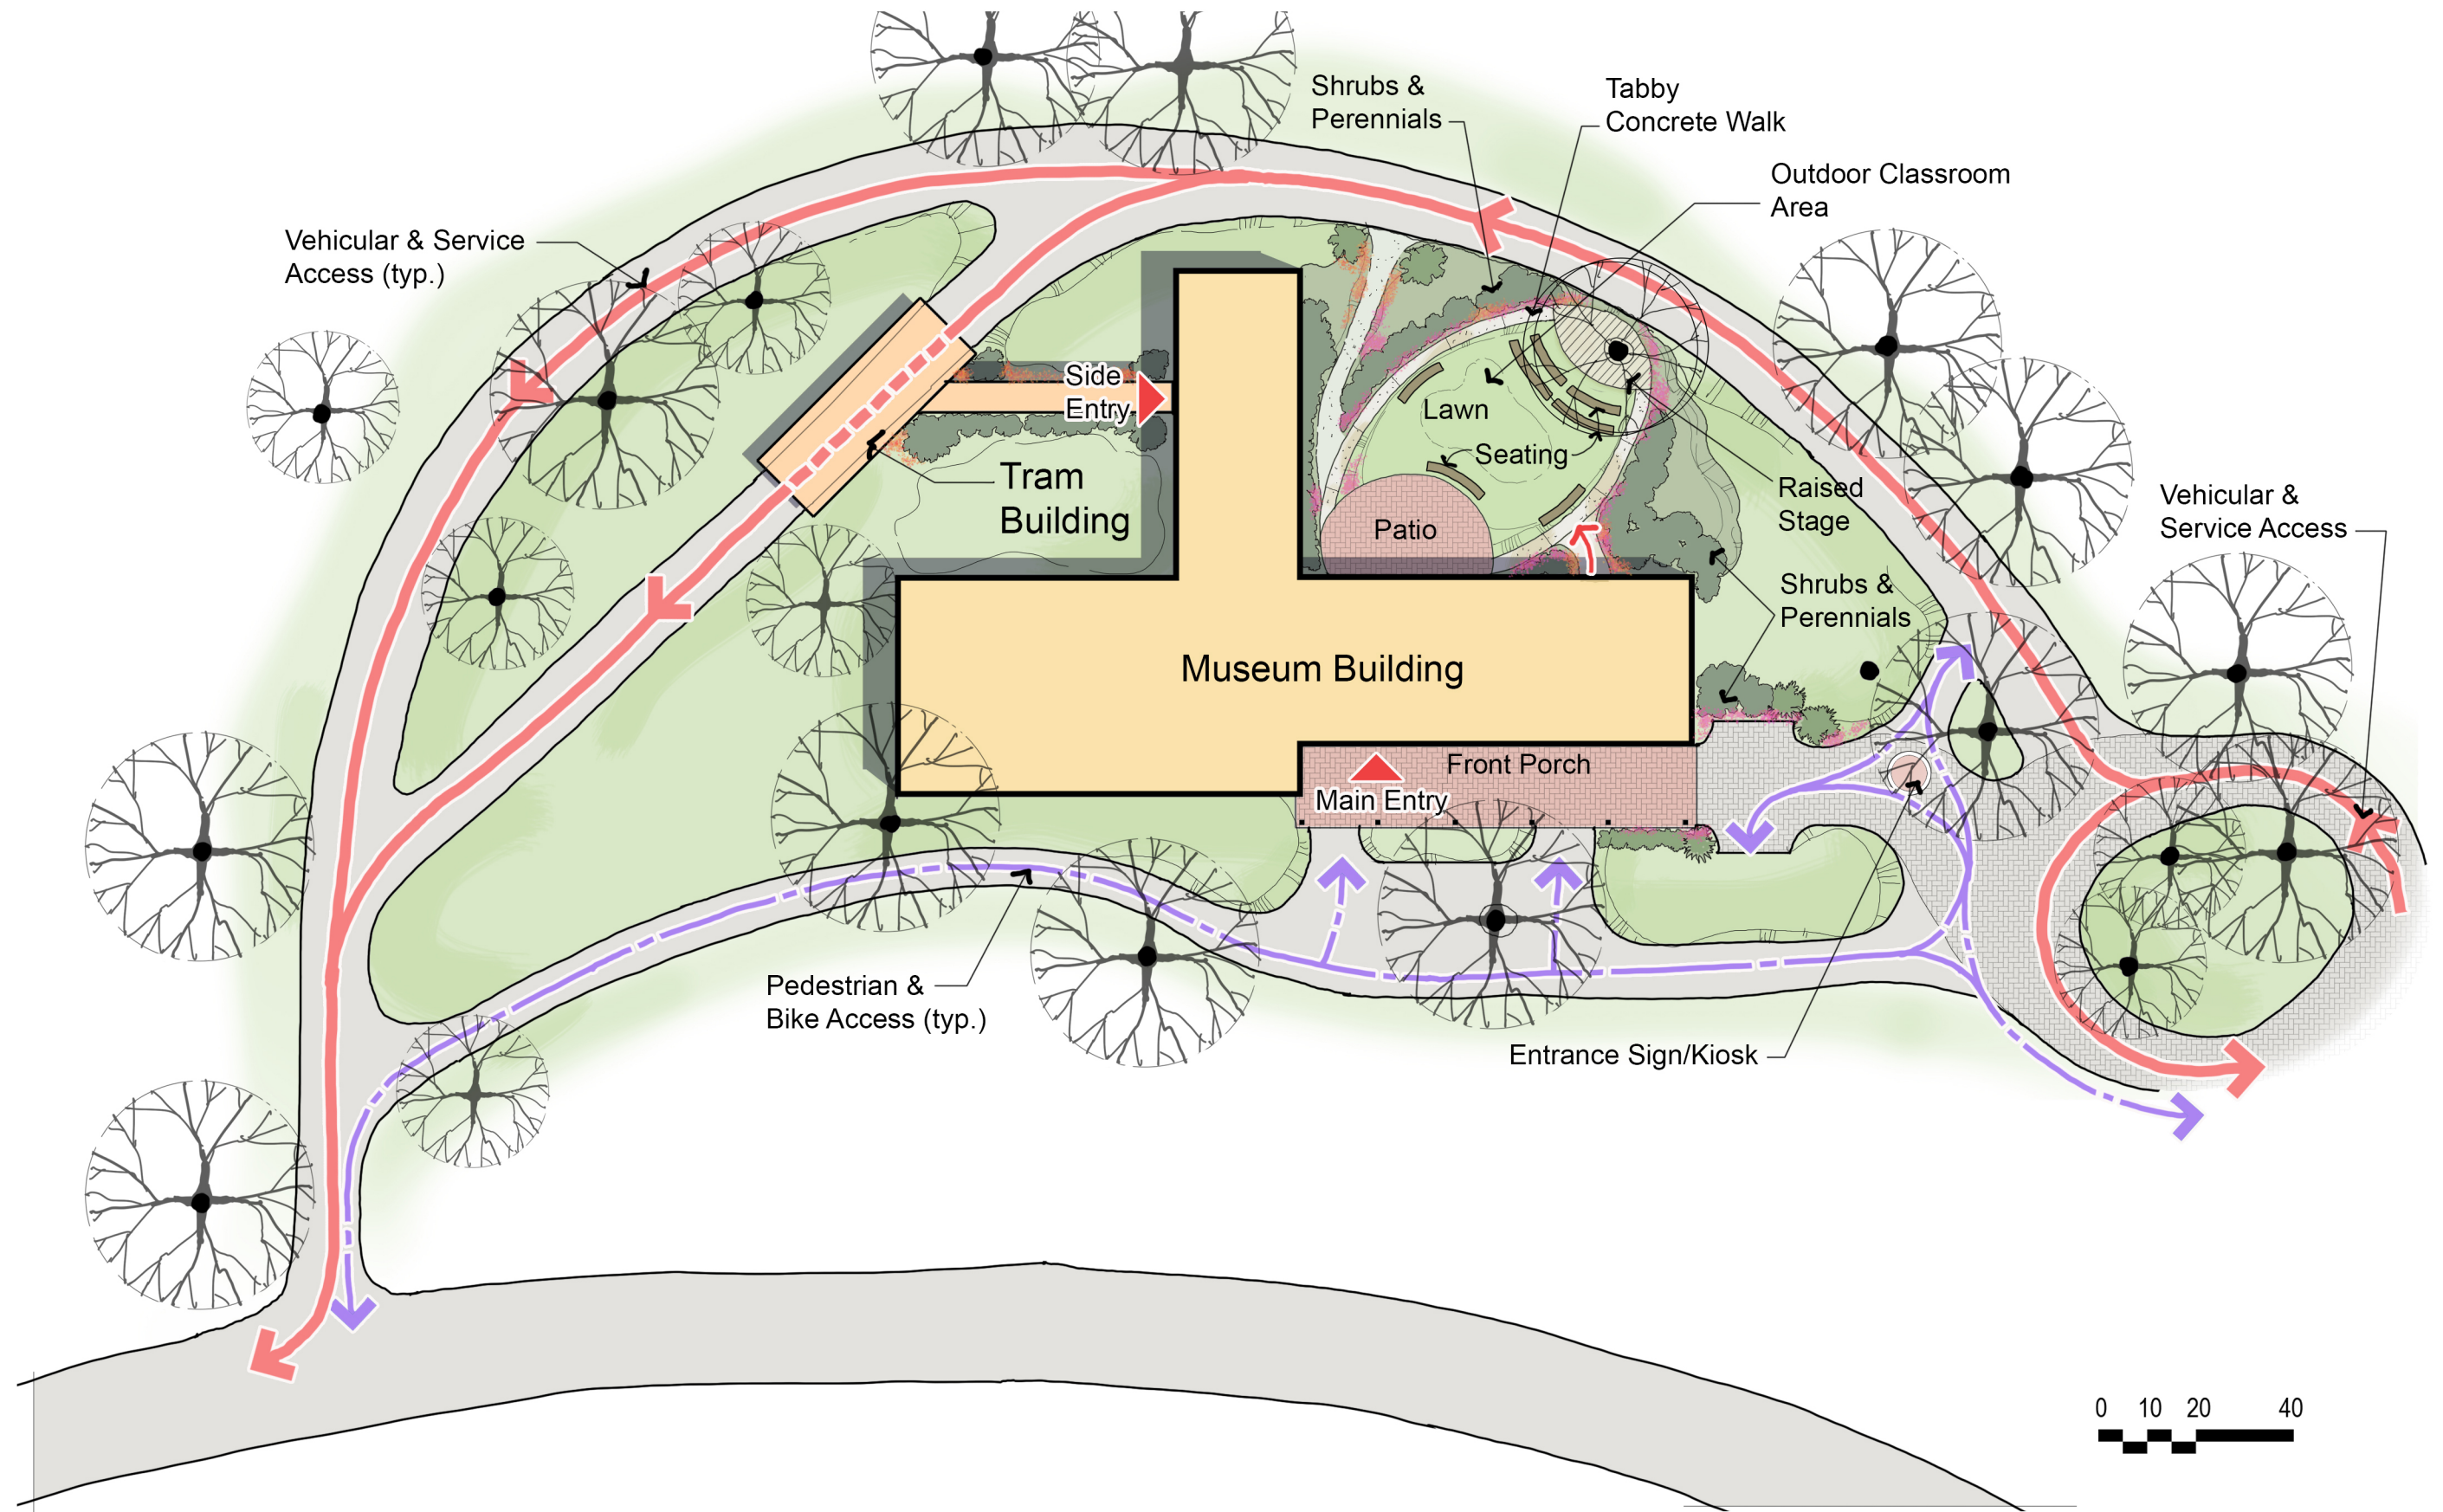 Shrubs &
Perennials
Tabby
Concrete Walk
Outdoor Classroom
Area
Vehicular & Service
Access (typ.)
Side
Entry
Lawn
Seating
Tram
Building
Patio
Raised
Stage
Vehicular &
Service Access
Shrubs &
Perennials
Museum Building
Front Porch
Main Entry
Pedestrian &
Bike Access (typ.)
Entrance Sign/Kiosk
0 10 20 40